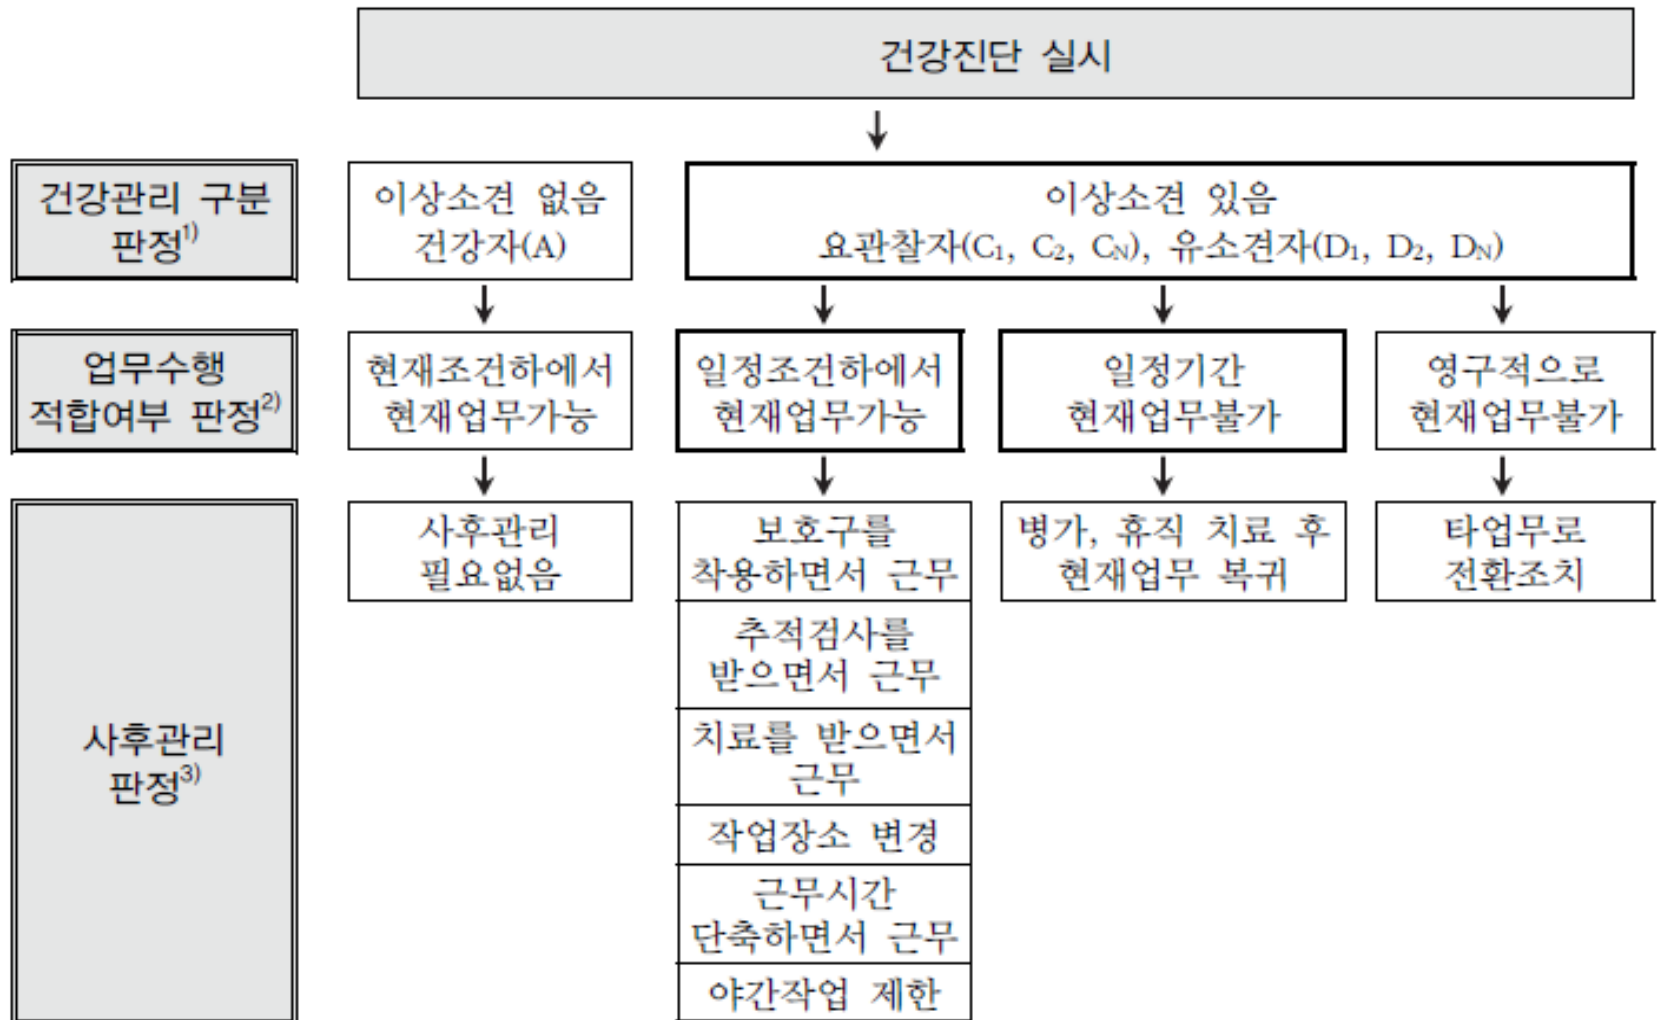 건강진단 실시
건강관리 구분
판정1)
이상소견 없음
건강자(A)
이상소견 있음
요관찰자(C1, C2, CN), 유소견자(D1, D2, DN)
업무수행
적합여부 판정2)
현재조건하에서
현재업무가능
일정조건하에서
현재업무가능
일정기간
현재업무불가
영구적으로
현재업무불가
사후관리
판정3)
사후관리
필요없음
보호구를
착용하면서 근무
추적검사를
받으면서 근무
치료를 받으면서
근무
작업장소 변경
근무시간
단축하면서 근무
야간작업 제한
병가, 휴직 치료 후
현재업무 복귀
타업무로
전환조치